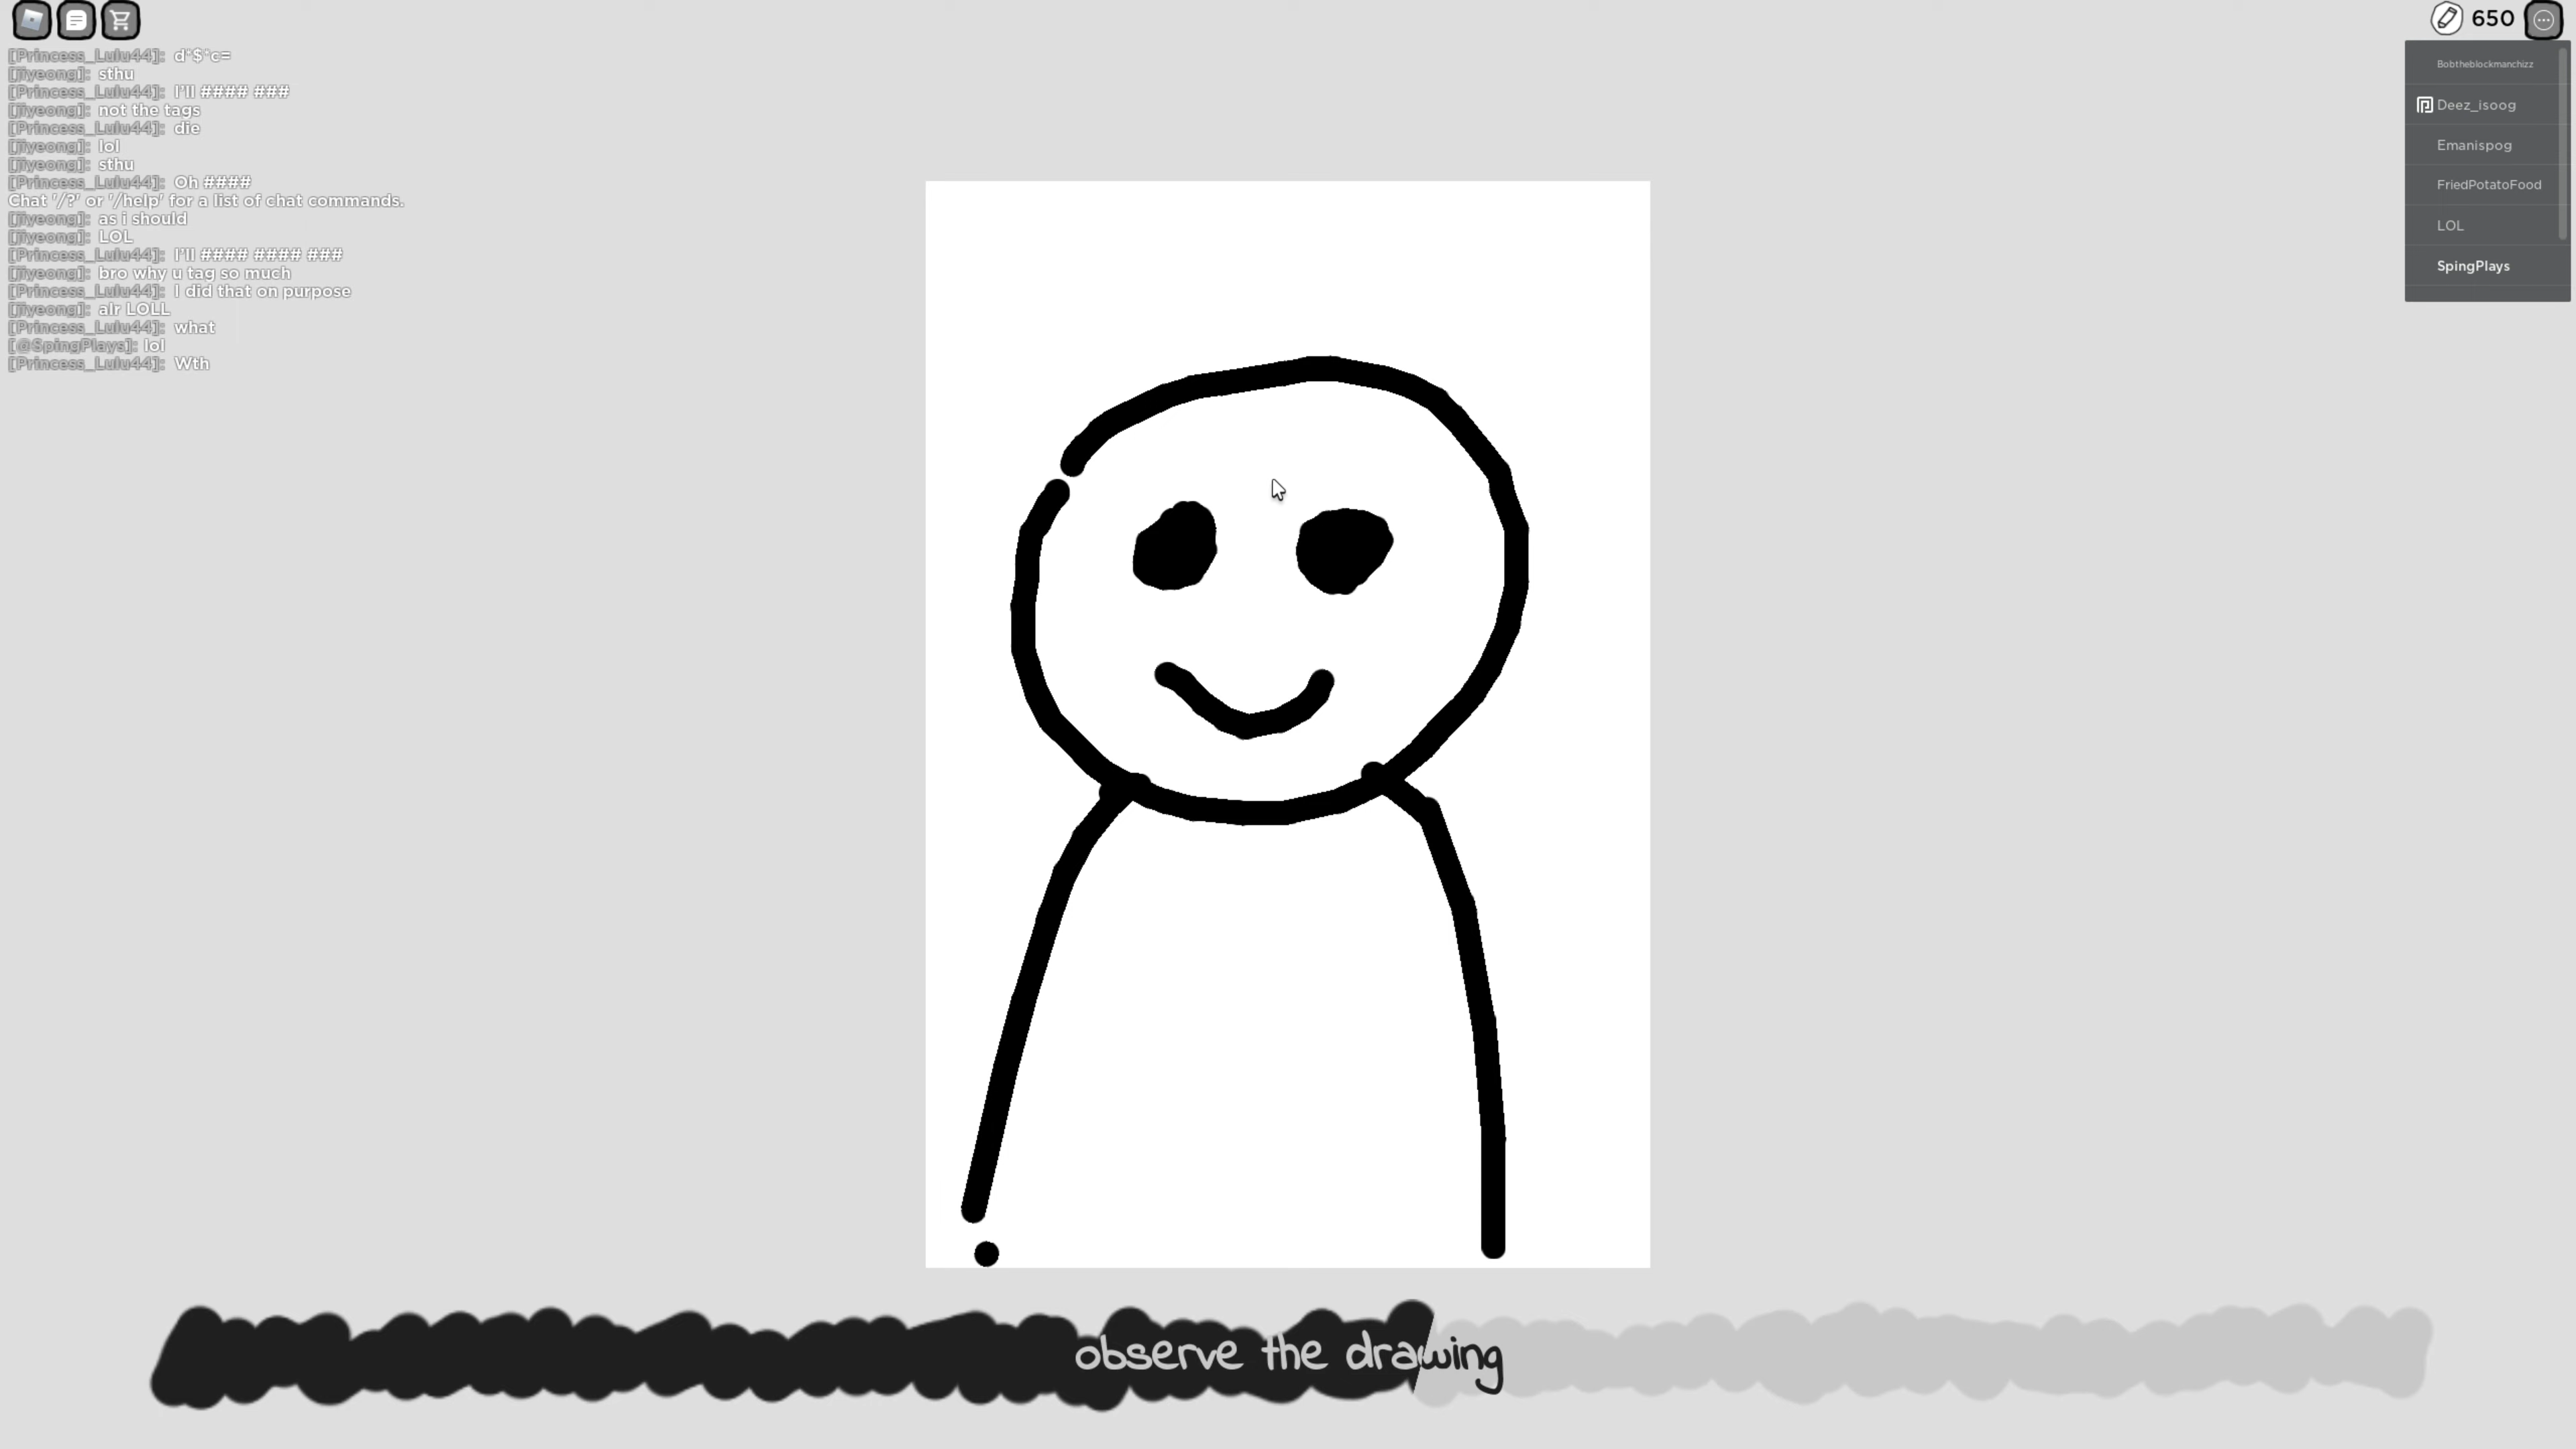 650
[Princess_Lulu44]: d*$*c=
[jiyeong]: sthu
[Princess_Lulu44]: I'll #### ###
[jiyeong]: not the tags
[Princess_Lulu44]: die
[jiyeong]: lol
[jiyeong]: sthu
[Princess_Lulu44]: Oh ####
Chat '/?' or '/help' for a list of chat commands.
[jiyeong]: as i should
[jiyeong]: LOL
[Princess_Lulu44]: I'll #### #### ###
[jiyeong]: bro why u tag so much
[Princess_Lulu44]: I did that on purpose
[jiyeong]: alr LOLL
[Princess_Lulu44]: what
[@SpingPlays]: lol
[Princess_Lulu44]: Wth
Bobtheblockmanchizz
Deez_isoog
Emanispog
FriedPotatoFood
LOL
SpingPlays
observe the drawing